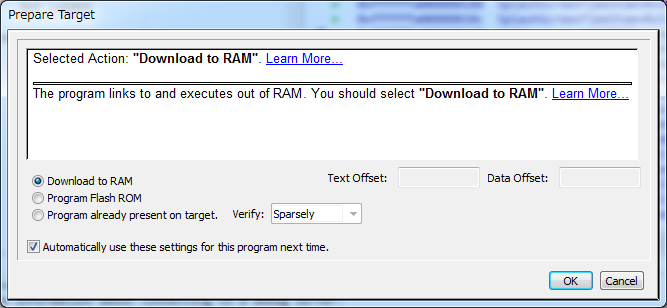 Prepare Target
Selected Action: "Download to RAM". Learn More...
The program links to and executes out of RAM. You should select "Download to RAM". Learn More...
Download to RAM
Text Offset:
Data Offset:
Program Flash ROM
Program already present on target.
Verify: Sparsely
Automatically use these settings for this program next time.
OK
Cancel